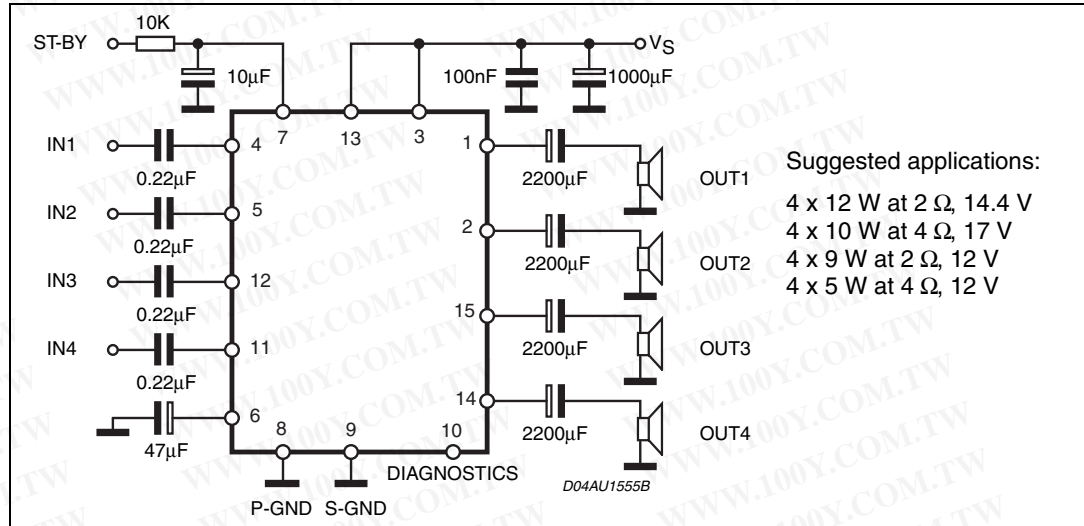 10K
ST-BY
V_S
10µF
100nF
1000µF
7
13
3
IN1
4
0.22µF
1
2200µF
OUT1
IN2
5
0.22µF
2
2200µF
OUT2
IN3
12
0.22µF
15
2200µF
OUT3
IN4
11
0.22µF
14
2200µF
OUT4
6
47µF
8
9
10
DIAGNOSTICS
P-GND
S-GND
D04AU1555B
Suggested applications:
4 x 12 W at 2 Ω, 14.4 V
4 x 10 W at 4 Ω, 17 V
4 x 9 W at 2 Ω, 12 V
4 x 5 W at 4 Ω, 12 V
WWW.100Y.COM.TW